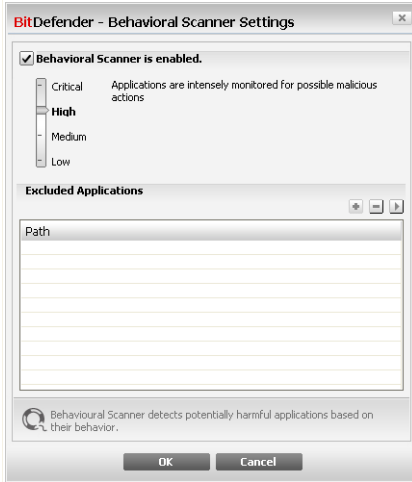 BitDefender - Behavioral Scanner Settings
Behavioral Scanner is enabled.
Critical
Applications are intensely monitored for possible malicious
actions
High
Medium
Low
Excluded Applications
Path
Behavioural Scanner detects potentially harmful applications based on
their behavior.
OK Cancel